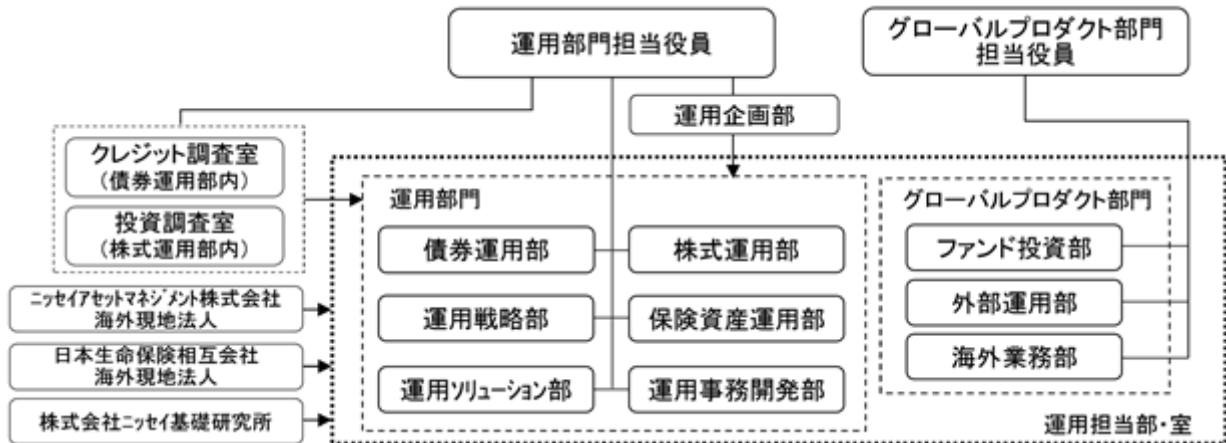 運用部門担当役員
グローバルプロダクト部門
担当役員
運用企画部
クレジット調査室
(債券運用部内)
投資調査室
(株式運用部内)
ニッセイアセットマネジメント株式会社
海外現地法人
日本生命保険相互会社
海外現地法人
株式会社ニッセイ基礎研究所
運用部門
債券運用部
株式運用部
運用戦略部
保険資産運用部
運用ソリューション部
運用事務開発部
グローバルプロダクト部門
ファンド投資部
外部運用部
海外業務部
運用担当部・室